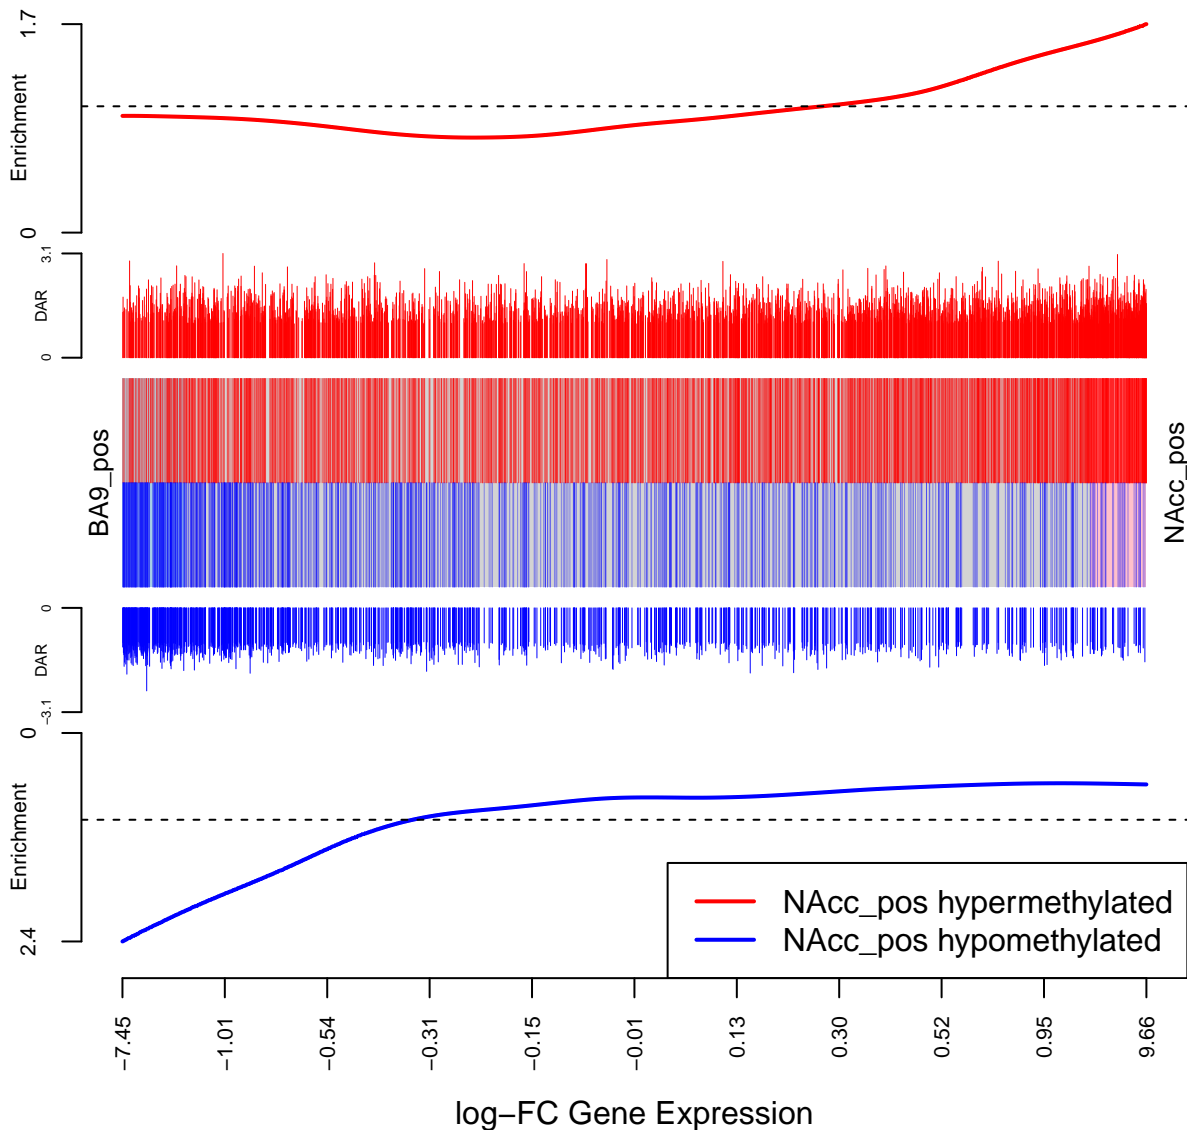 1.7
Enrichment
0
3.1
DAR
0
BA9_pos
NAcc_pos
0
DAR
−3.1
0
Enrichment
2.4
NAcc_pos hypermethylated
NAcc_pos hypomethylated
−7.45
−1.01
−0.54
−0.31
−0.15
−0.01
0.13
0.30
0.52
0.95
9.66
log−FC Gene Expression